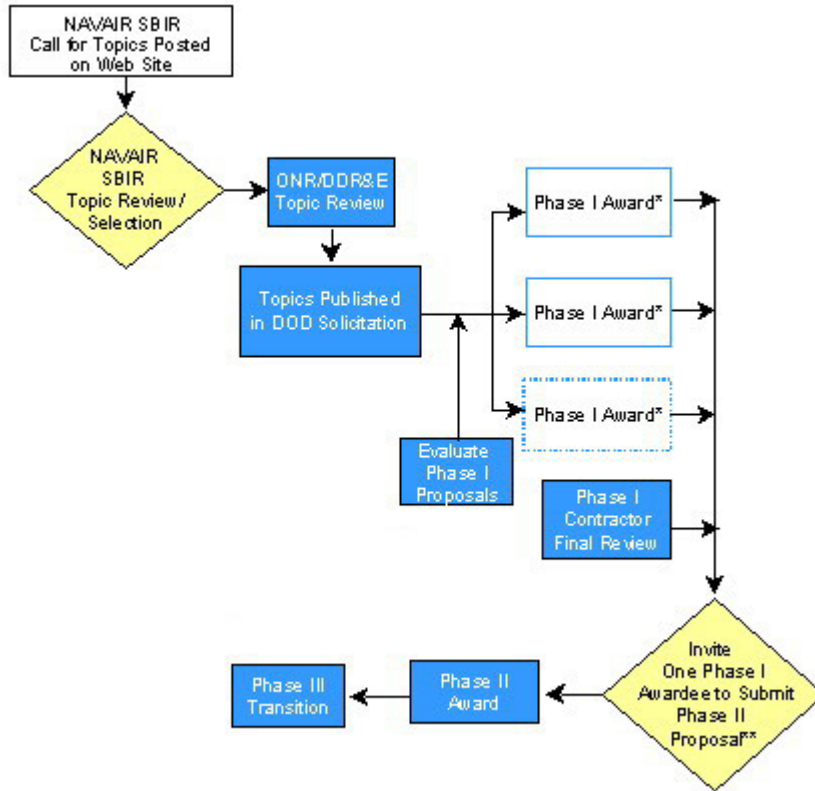 NAVAIR SBIR
Call for Topics Posted
on Web Site
NAVAIR
SBIR
Topic Review/
Selection
ONR/DDR&E
Topic Review
Topics Published
in DOD Solicitation
Phase I Award*
Phase I Award*
Phase I Award*
Evaluate
Phase I
Proposals
Phase I
Contractor
Final Review
Invite
One Phase I
Awardee to Submit
Phase II
Proposal**
Phase II
Award
Phase III
Transition